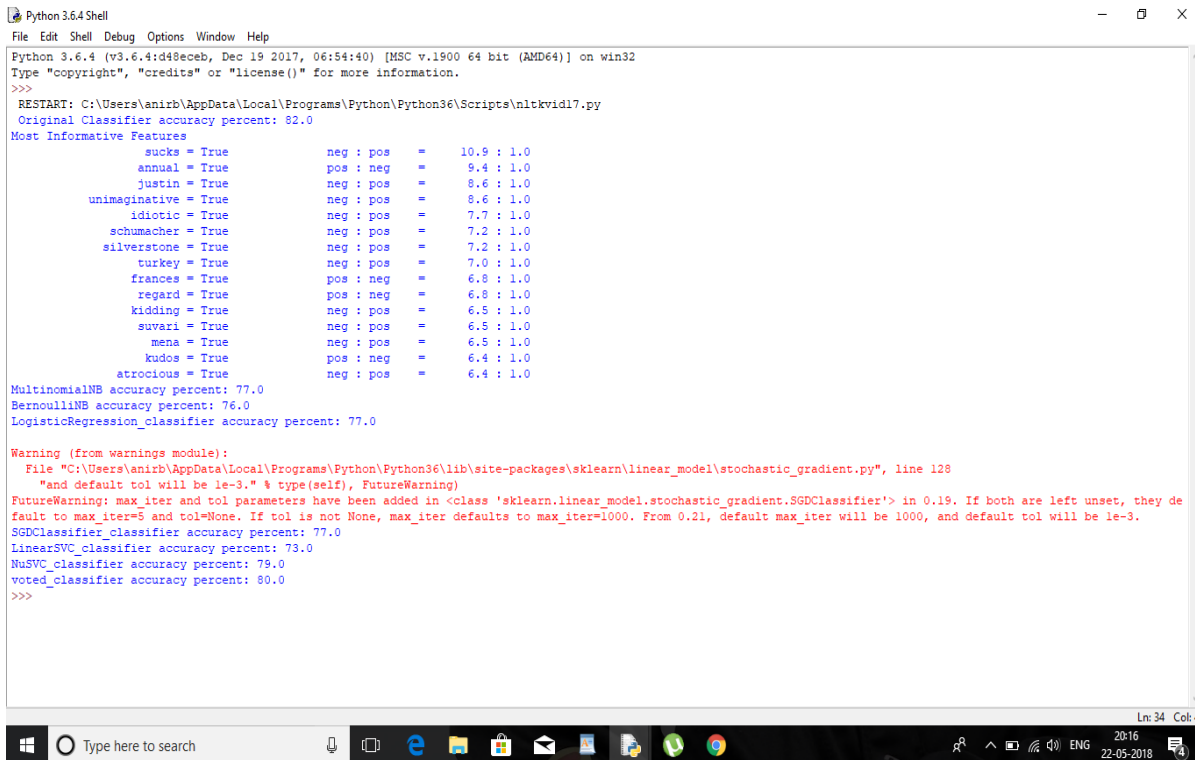 Python 3.6.4 Shell
File Edit Shell Debug Options Window Help
Python 3.6.4 (v3.6.4:d48eceb, Dec 19 2017, 06:54:40) [MSC v.1900 64 bit (AMD64)] on win32
Type "copyright", "credits" or "license()" for more information.
>>>
RESTART: C:\Users\anirb\AppData\Local\Programs\Python\Python36\Scripts\nltkvid17.py
Original Classifier accuracy percent: 82.0
Most Informative Features
sucks = True neg : pos = 10.9 : 1.0
annual = True pos : neg = 9.4 : 1.0
justin = True neg : pos = 8.6 : 1.0
unimaginative = True neg : pos = 8.6 : 1.0
idiotic = True neg : pos = 7.7 : 1.0
schumacher = True neg : pos = 7.2 : 1.0
silverstone = True neg : pos = 7.2 : 1.0
turkey = True neg : pos = 7.0 : 1.0
frances = True pos : neg = 6.8 : 1.0
regard = True pos : neg = 6.8 : 1.0
kidding = True neg : pos = 6.5 : 1.0
suvari = True neg : pos = 6.5 : 1.0
mena = True neg : pos = 6.5 : 1.0
kudos = True pos : neg = 6.4 : 1.0
atrocious = True neg : pos = 6.4 : 1.0
MultinomialNB accuracy percent: 77.0
BernoulliNB accuracy percent: 76.0
LogisticRegression_classifier accuracy percent: 77.0
Warning (from warnings module):
File "C:\Users\anirb\AppData\Local\Programs\Python\Python36\lib\site-packages\sklearn\linear_model\stochastic_gradient.py", line 128
"and default tol will be 1e-3." % type(self), FutureWarning)
FutureWarning: max_iter and tol parameters have been added in <class 'sklearn.linear_model.stochastic_gradient.SGDClassifier'> in 0.19. If both are left unset, they de
fault to max_iter=5 and tol=None. If tol is not None, max_iter defaults to max_iter=1000. From 0.21, default max_iter will be 1000, and default tol will be 1e-3.
SGDClassifier_classifier accuracy percent: 77.0
LinearSVC_classifier accuracy percent: 73.0
NuSVC_classifier accuracy percent: 79.0
voted_classifier accuracy percent: 80.0
>>>
Ln: 34 Col:
Type here to search
ENG
20:16
22-05-2018
4